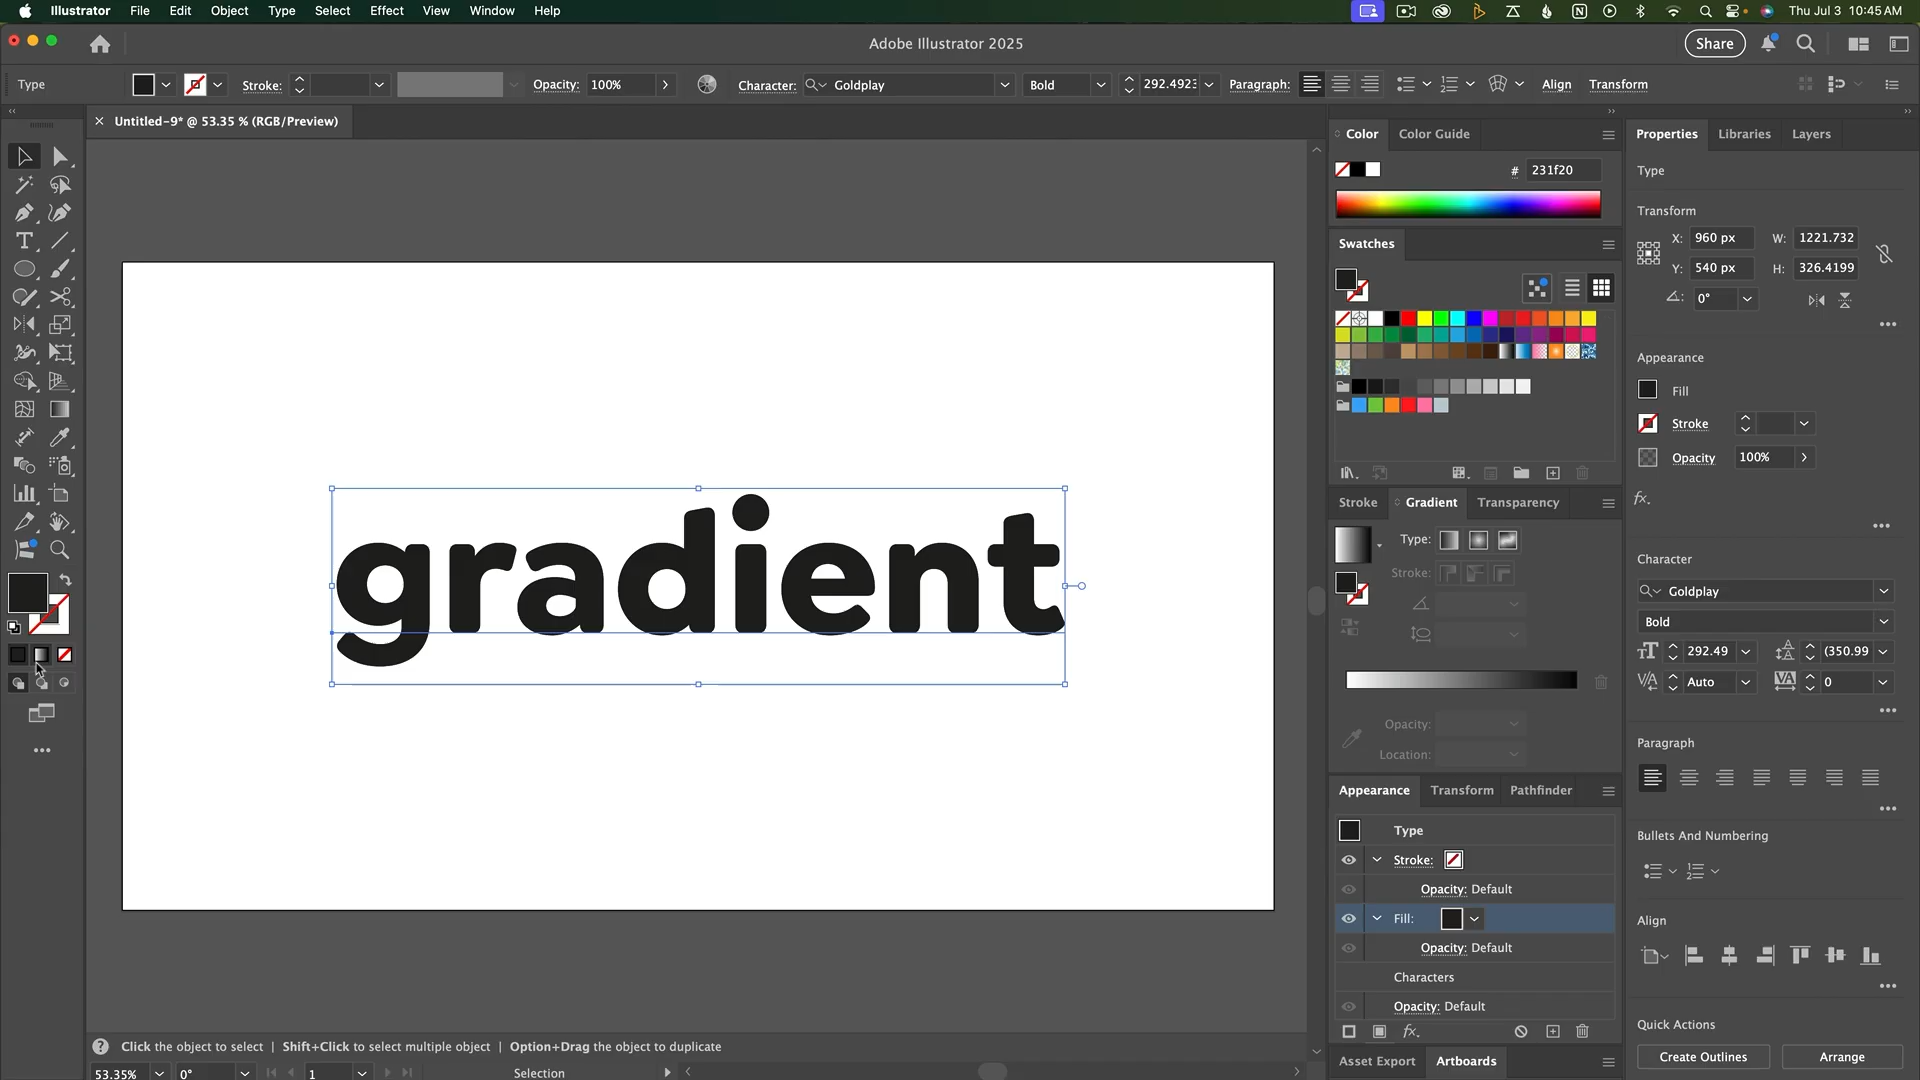 Illustrator File Edit Object Type Select Effect View Window Help Thu Jul 3 10:45 AM
Adobe Illustrator 2025 Share
Type Stroke: Opacity: 100% Character: Goldplay Bold 292.492 Paragraph: Align Transform
× Untitled-9* @ 53.35 % (RGB/Preview)
Color Color Guide
# 231f20
Swatches
Stroke Gradient Transparency
Type:
Stroke:
Opacity:
Location:
Appearance Transform Pathfinder
Type
Stroke:
Opacity: Default
Fill:
Opacity: Default
Characters
Opacity: Default
Asset Export Artboards
Properties Libraries Layers
Type
Transform
X: 960 px W: 1221.732
Y: 540 px H: 326.4199
0°
Appearance
Fill
Stroke
Opacity 100%
fx.
Character
Goldplay
Bold
292.49 (350.99
Auto 0
Paragraph
Bullets And Numbering
Align
Quick Actions
Create Outlines Arrange
gradient
Click the object to select | Shift+Click to select multiple object | Option+Drag the object to duplicate
53.35% 0° 1 Selection